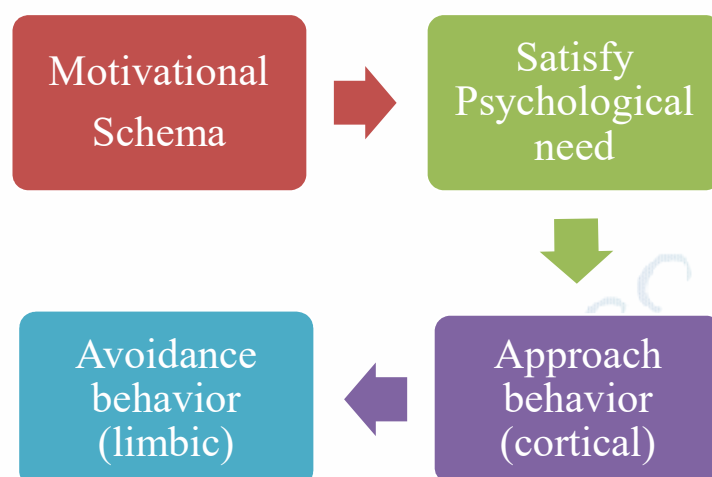 Motivational
Schema
Satisfy
Psychological
need
Approach
behavior
(cortical)
Avoidance
behavior
(limbic)